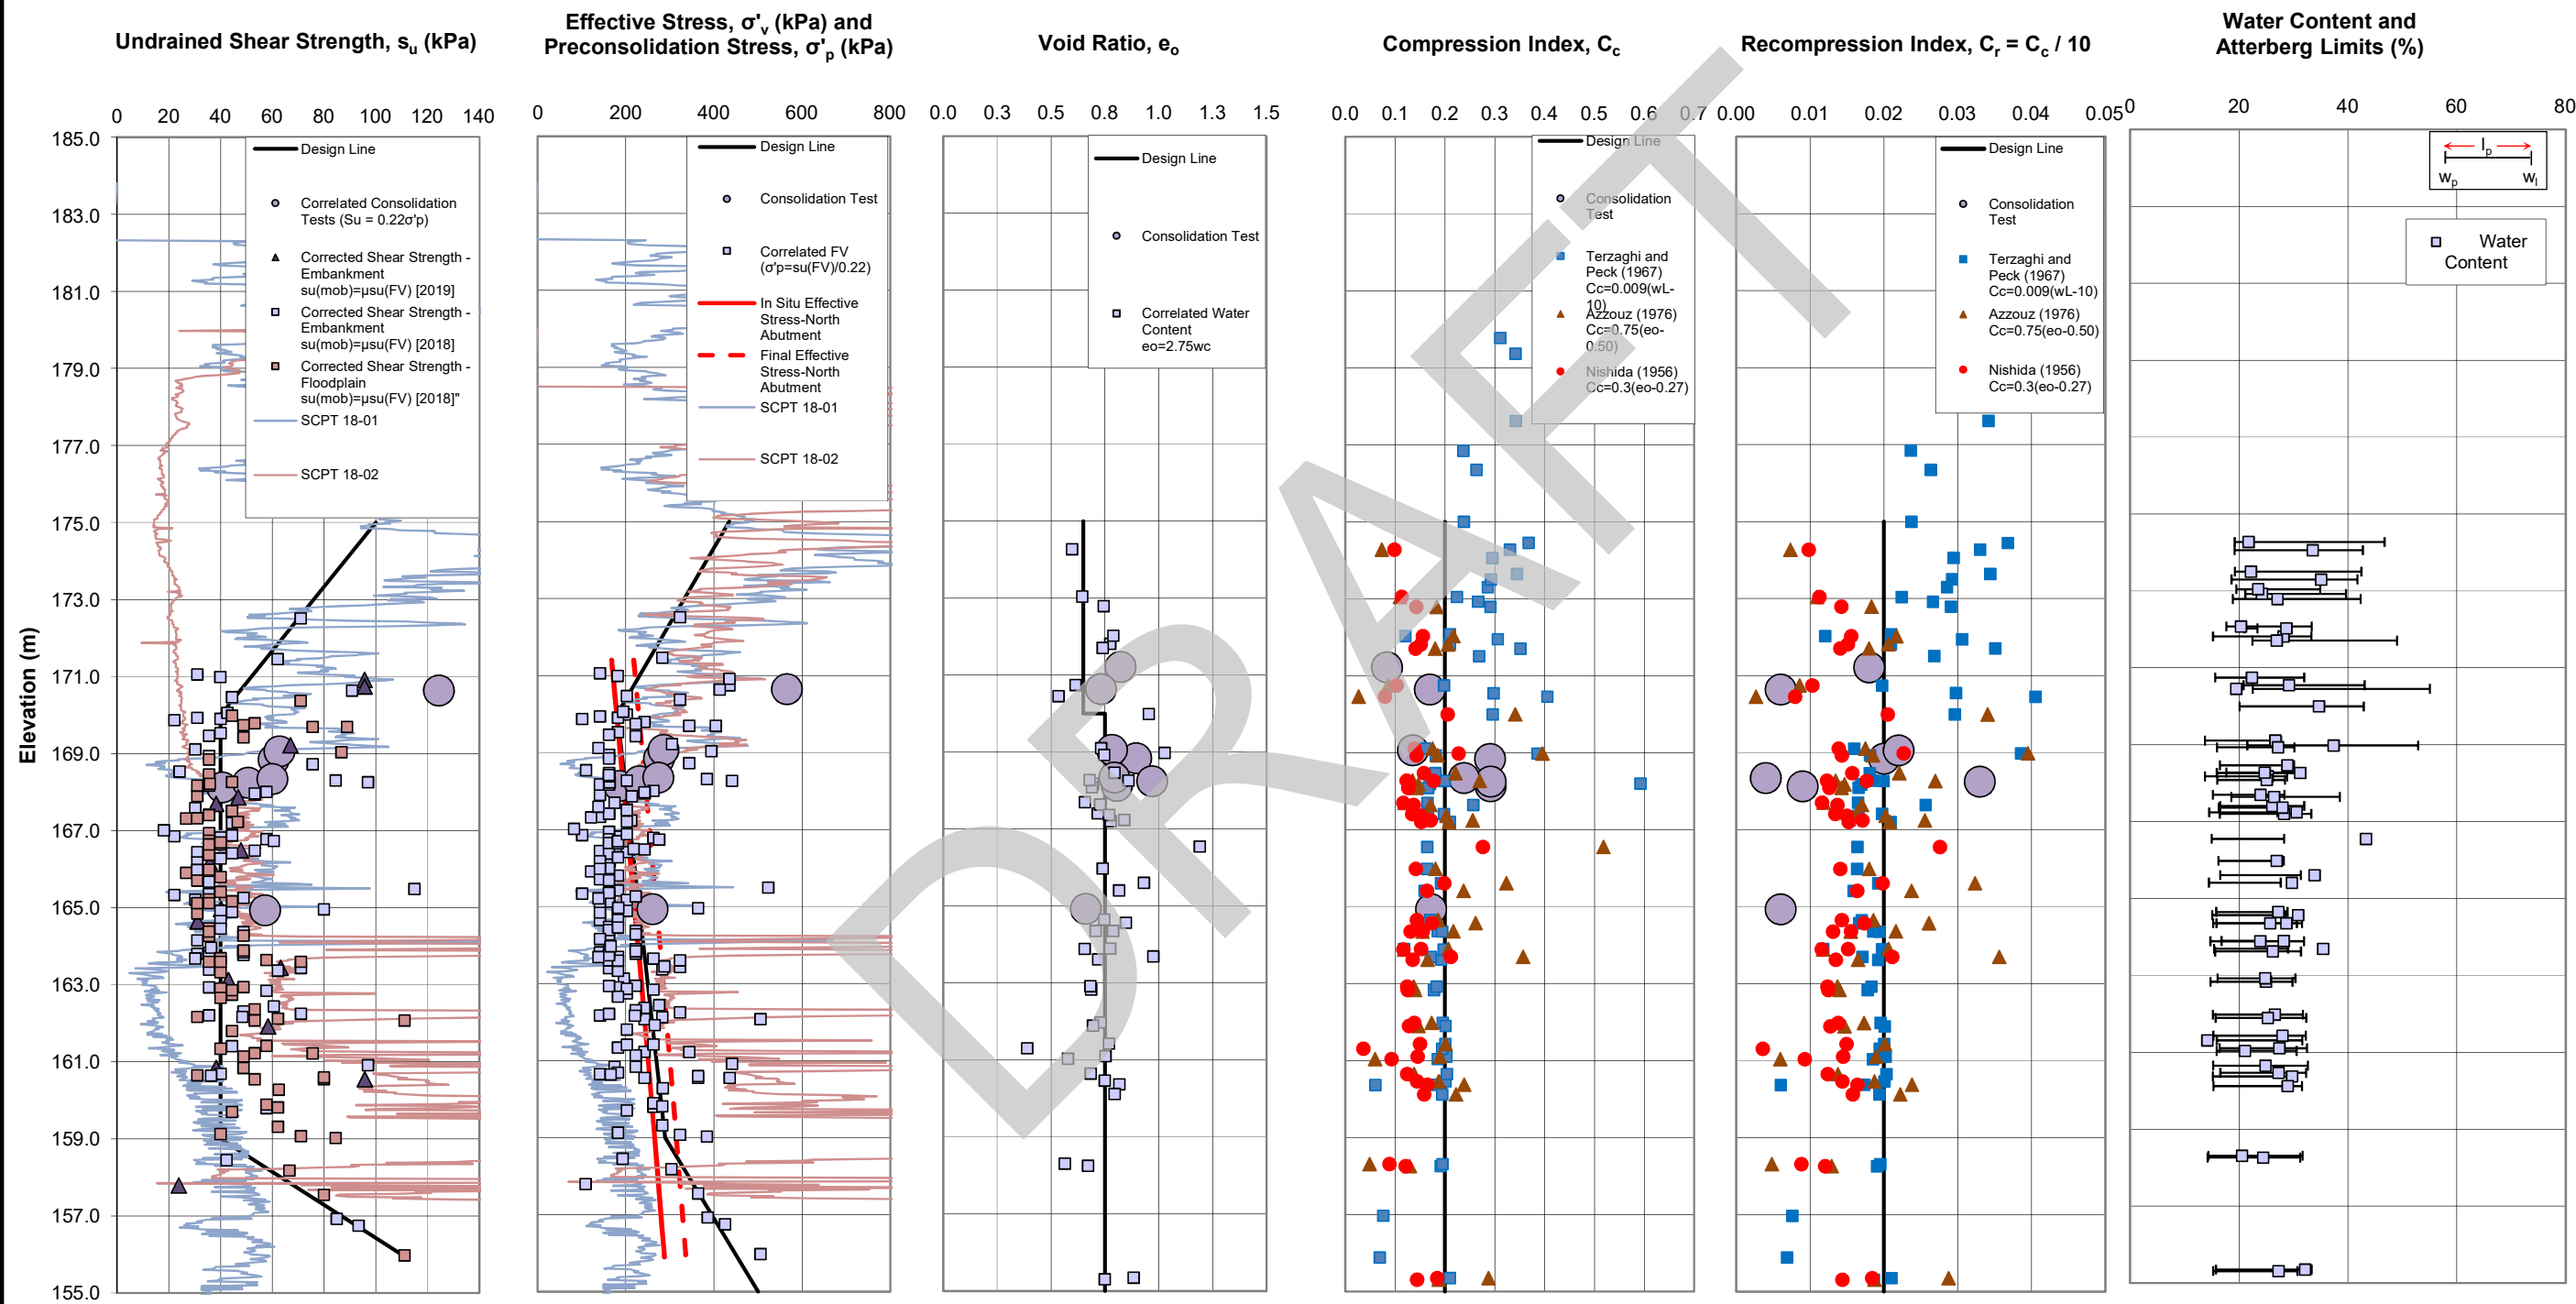 Undrained Shear Strength, su (kPa)
Effective Stress, σ'v (kPa) and
Preconsolidation Stress, σ'p (kPa)
Void Ratio, eo
Compression Index, Cc
Recompression Index, Cr = Cc / 10
Water Content and
Atterberg Limits (%)
0 20 40 60 80 100 120 140
0 200 400 600 800
0.0 0.3 0.5 0.8 1.0 1.3 1.5
0.0 0.1 0.2 0.3 0.4 0.5 0.6 0.7
0.00 0.01 0.02 0.03 0.04 0.05
0 20 40 60 80
Elevation (m)
185.0
183.0
181.0
179.0
177.0
175.0
173.0
171.0
169.0
167.0
165.0
163.0
161.0
159.0
157.0
155.0
Design Line
Correlated Consolidation
Tests (Su = 0.22σ'p)
Corrected Shear Strength -
Embankment
su(mob)=μsu(FV) [2019]
Corrected Shear Strength -
Embankment
su(mob)=μsu(FV) [2018]
Corrected Shear Strength -
Floodplain
su(mob)=μsu(FV) [2018]"
SCPT 18-01
SCPT 18-02
Design Line
Consolidation Test
Correlated FV
(σ'p=su(FV)/0.22)
In Situ Effective
Stress-North
Abutment
Final Effective
Stress-North
Abutment
SCPT 18-01
SCPT 18-02
Design Line
Consolidation Test
Correlated Water
Content
eo=2.75wc
Design Line
Consolidation
Test
Terzaghi and
Peck (1967)
Cc=0.009(wL-
10)
Azzouz (1976)
Cc=0.75(eo-
0.50)
Nishida (1956)
Cc=0.3(eo-0.27)
Design Line
Consolidation
Test
Terzaghi and
Peck (1967)
Cc=0.009(wL-10)
Azzouz (1976)
Cc=0.75(eo-0.50)
Nishida (1956)
Cc=0.3(eo-0.27)
Ip
wp wl
Water
Content
DRAFT